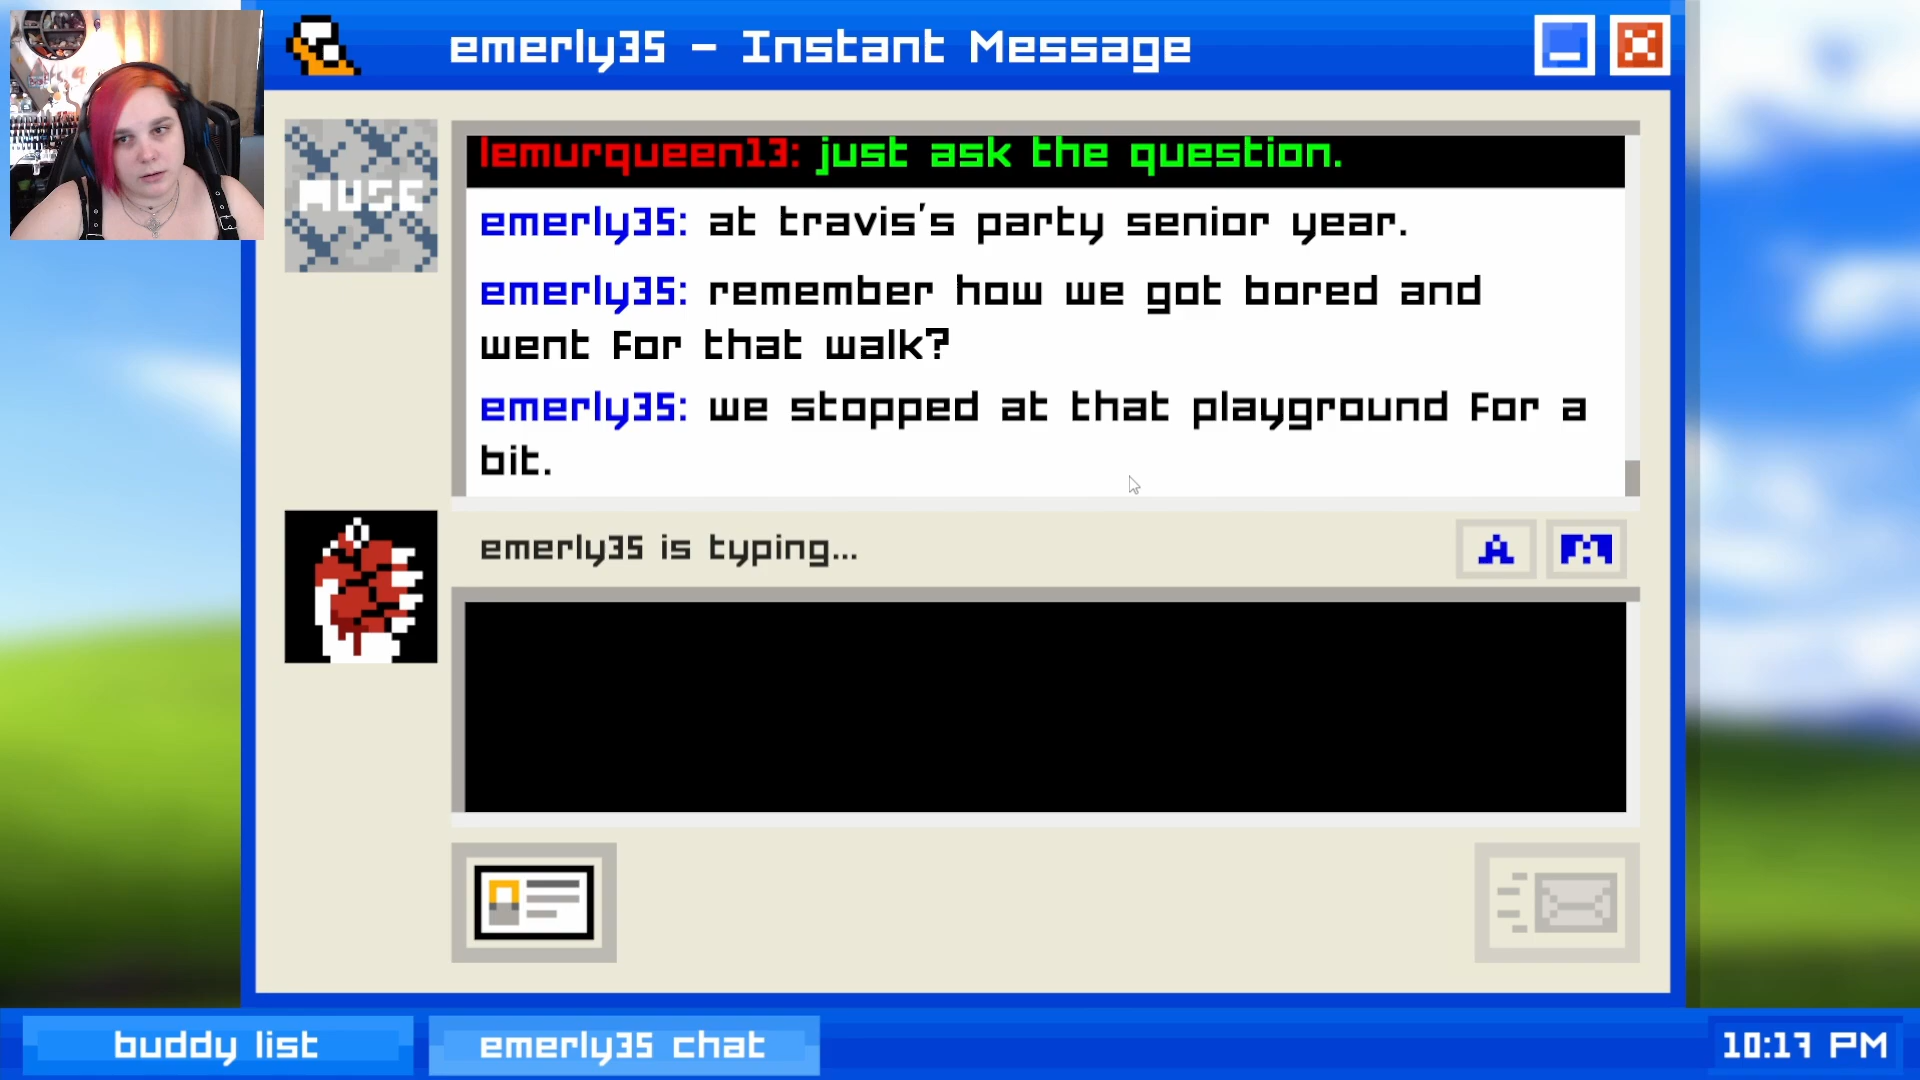 emerly35 - Instant Message
lemurqueen13: just ask the question.
emerly35: at travis's party senior year.
emerly35: remember how we got bored and
went for that walk?
emerly35: we stopped at that playground for a
bit.
MUSE
emerly35 is typing...
A
buddy list
emerly35 chat
10:17 PM